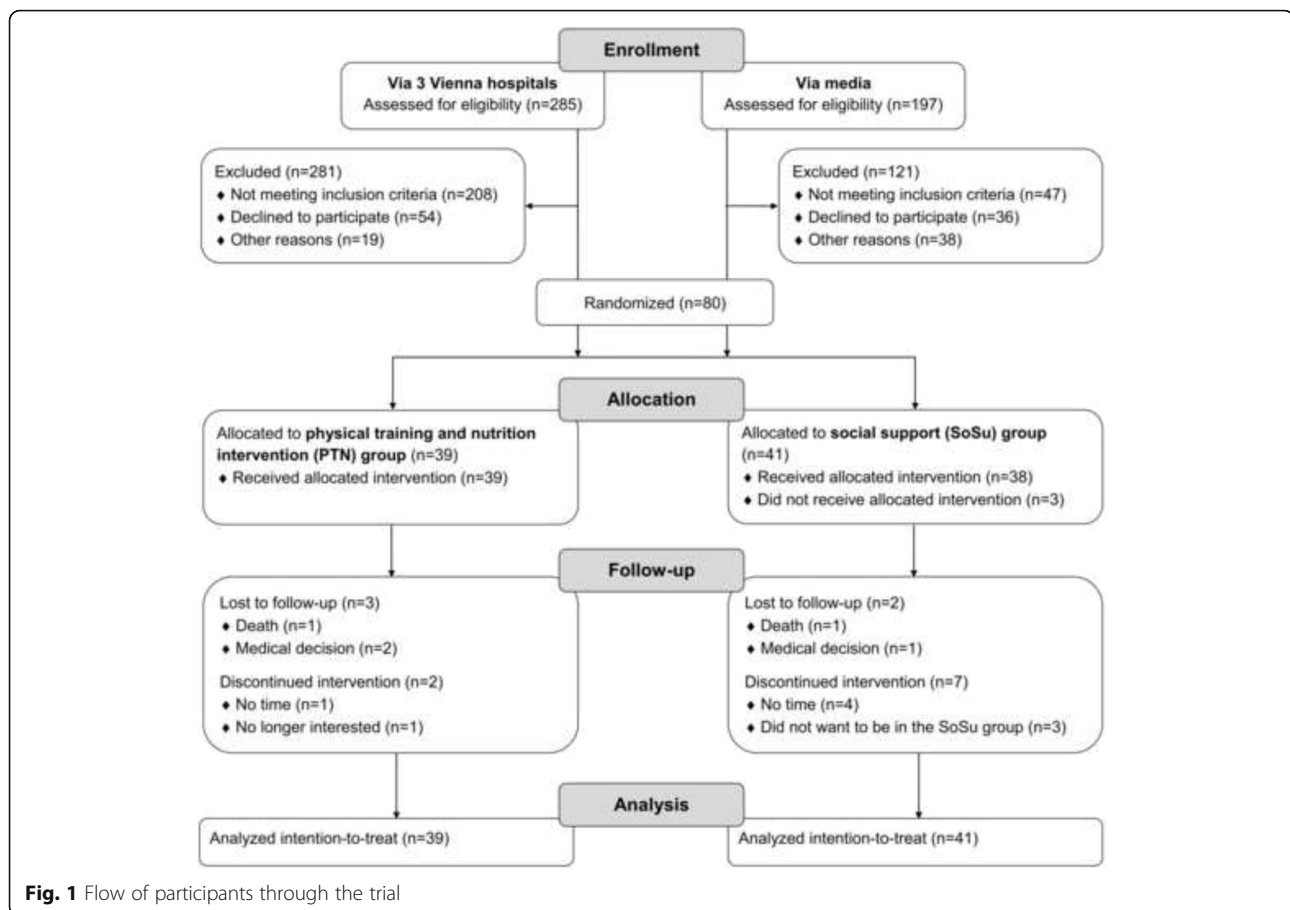 Enrollment
Via 3 Vienna hospitals
Assessed for eligibility (n=285)
Via media
Assessed for eligibility (n=197)
Excluded (n=281)
♦ Not meeting inclusion criteria (n=208)
♦ Declined to participate (n=54)
♦ Other reasons (n=19)
Excluded (n=121)
♦ Not meeting inclusion criteria (n=47)
♦ Declined to participate (n=36)
♦ Other reasons (n=38)
Randomized (n=80)
Allocation
Allocated to physical training and nutrition
intervention (PTN) group (n=39)
♦ Received allocated intervention (n=39)
Allocated to social support (SoSu) group
(n=41)
♦ Received allocated intervention (n=38)
♦ Did not receive allocated intervention (n=3)
Follow-up
Lost to follow-up (n=3)
♦ Death (n=1)
♦ Medical decision (n=2)
Discontinued intervention (n=2)
♦ No time (n=1)
♦ No longer interested (n=1)
Lost to follow-up (n=2)
♦ Death (n=1)
♦ Medical decision (n=1)
Discontinued intervention (n=7)
♦ No time (n=4)
♦ Did not want to be in the SoSu group (n=3)
Analysis
Analyzed intention-to-treat (n=39)
Analyzed intention-to-treat (n=41)
Fig. 1 Flow of participants through the trial